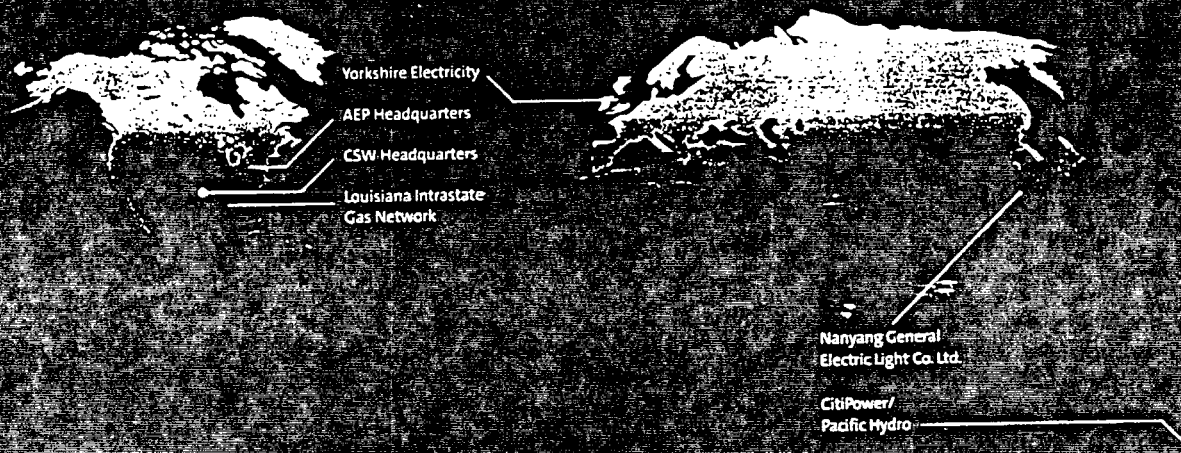 Yorkshire Electricity
AEP Headquarters
CSW Headquarters
Louisiana Intrastate
Gas Network
Nanyang General
Electric Light Co. Ltd.
CitiPower/
Pacific Hydro